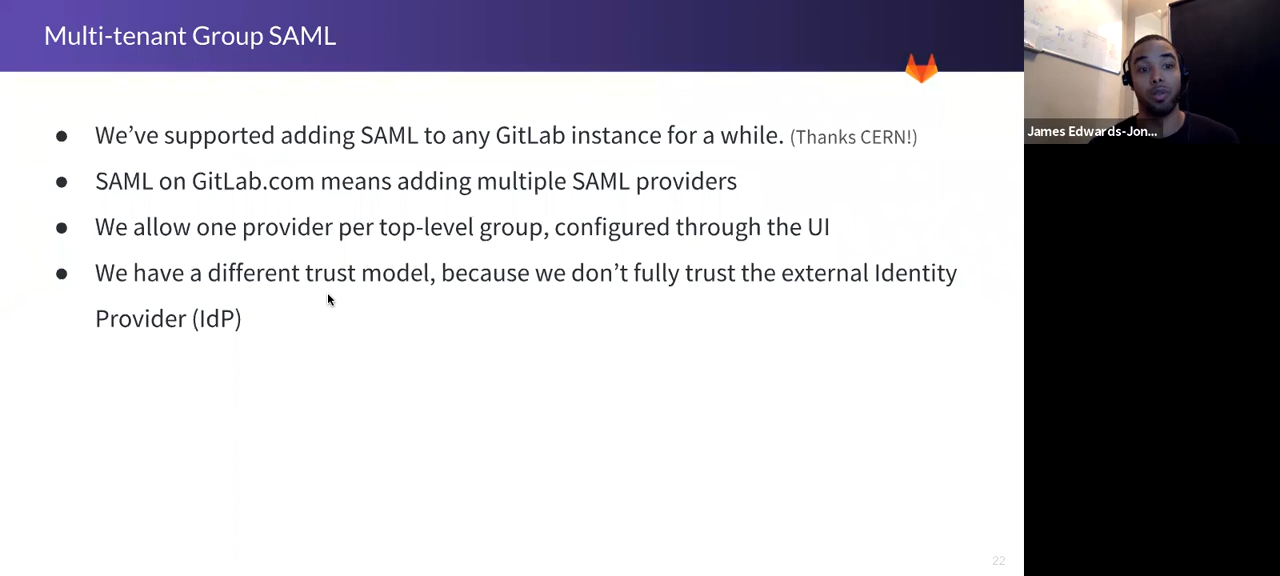 Multi-tenant Group SAML
● We’ve supported adding SAML to any GitLab instance for a while. (Thanks CERN!)
● SAML on GitLab.com means adding multiple SAML providers
● We allow one provider per top-level group, configured through the UI
● We have a different trust model, because we don’t fully trust the external Identity
Provider (IdP)
22
James Edwards-Jon...